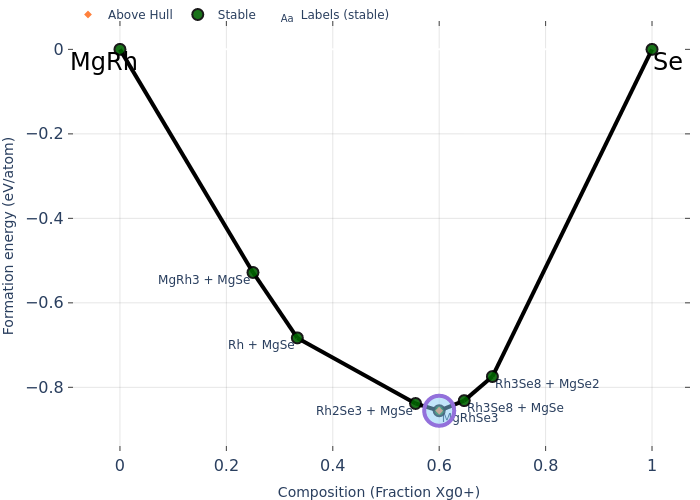 Above Hull
Stable
Aa Labels (stable)
0
−0.2
−0.4
−0.6
−0.8
Formation energy (eV/atom)
MgRh
Se
MgRh3 + MgSe
Rh + MgSe
Rh2Se3 + MgSe
MgRhSe3
Rh3Se8 + MgSe
Rh3Se8 + MgSe2
0
0.2
0.4
0.6
0.8
1
Composition (Fraction Xg0+)